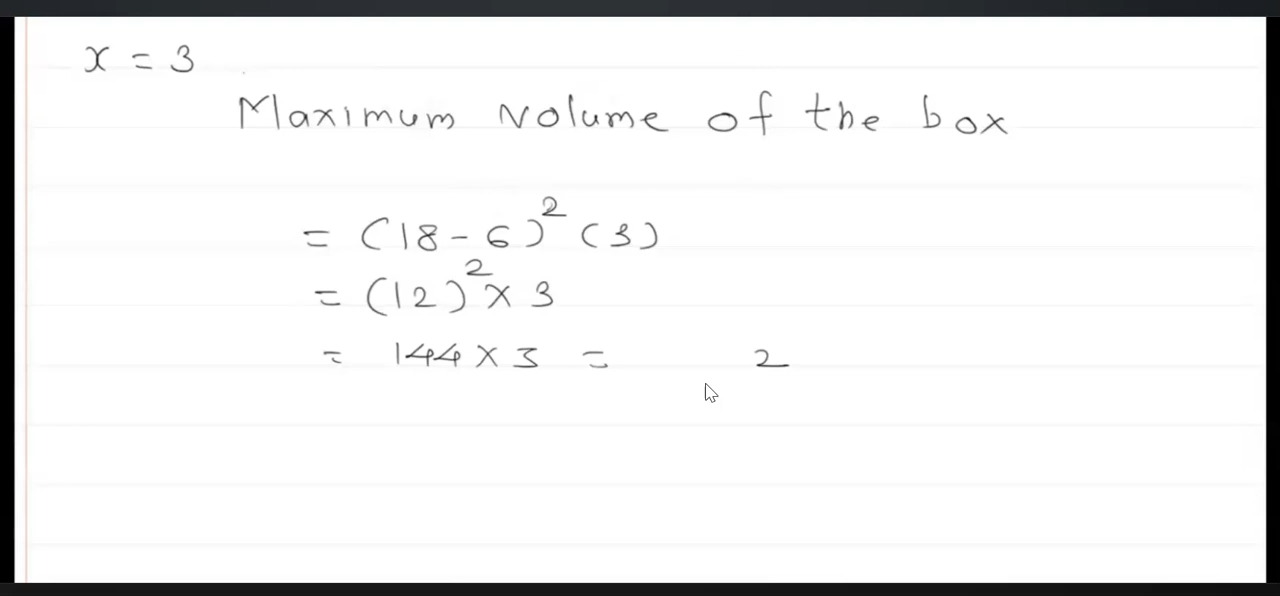 x = 3
Maximum volume of the box
= (18 - 6)² (3)
= (12)² × 3
= 144 × 3 = 2